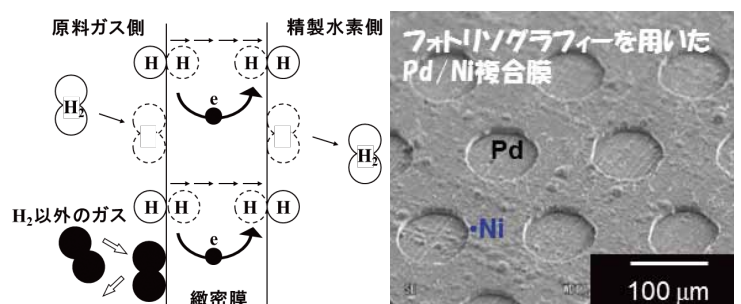 原料ガス側
精製水素側
H H H H
e
H₂
H₂
H H H H
H₂以外のガス
e
緻密膜
フォトリソグラフィーを用いた
Pd/Ni複合膜
Pd
•Ni
100 μm